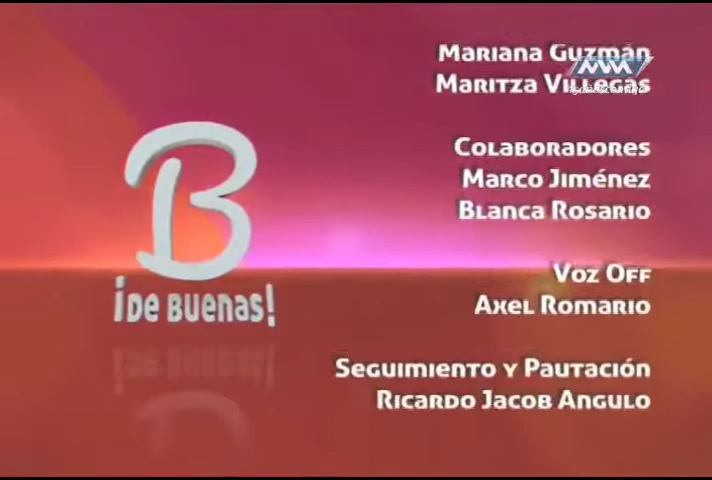 Mariana Guzmán
Maritza Villegas
Colaboradores
Marco Jiménez
Blanca Rosario
Voz Off
Axel Romario
Seguimiento y Pautación
Ricardo Jacob Angulo
B
¡de buenas!